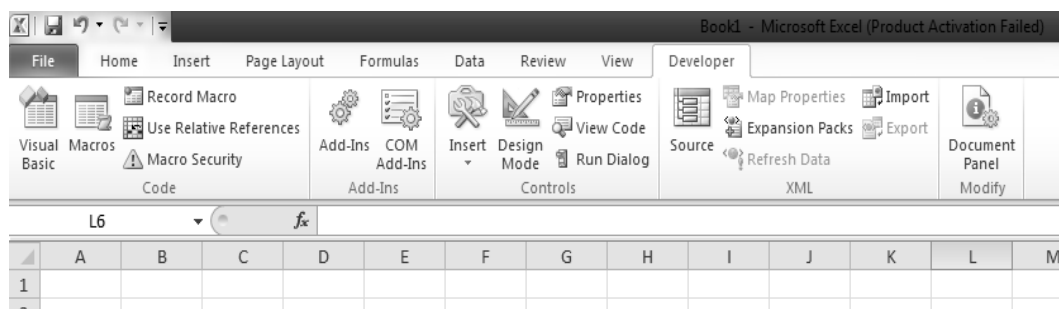 Book1 - Microsoft Excel (Product Activation Failed)
File Home Insert Page Layout Formulas Data Review View Developer
Visual Basic
Macros
Record Macro
Use Relative References
Macro Security
Code
Add-Ins
COM Add-Ins
Add-Ins
Insert
Design Mode
Properties
View Code
Run Dialog
Controls
Source
Map Properties
Expansion Packs
Refresh Data
Import
Export
XML
Document Panel
Modify
L6 fx
A B C D E F G H I J K L M
1